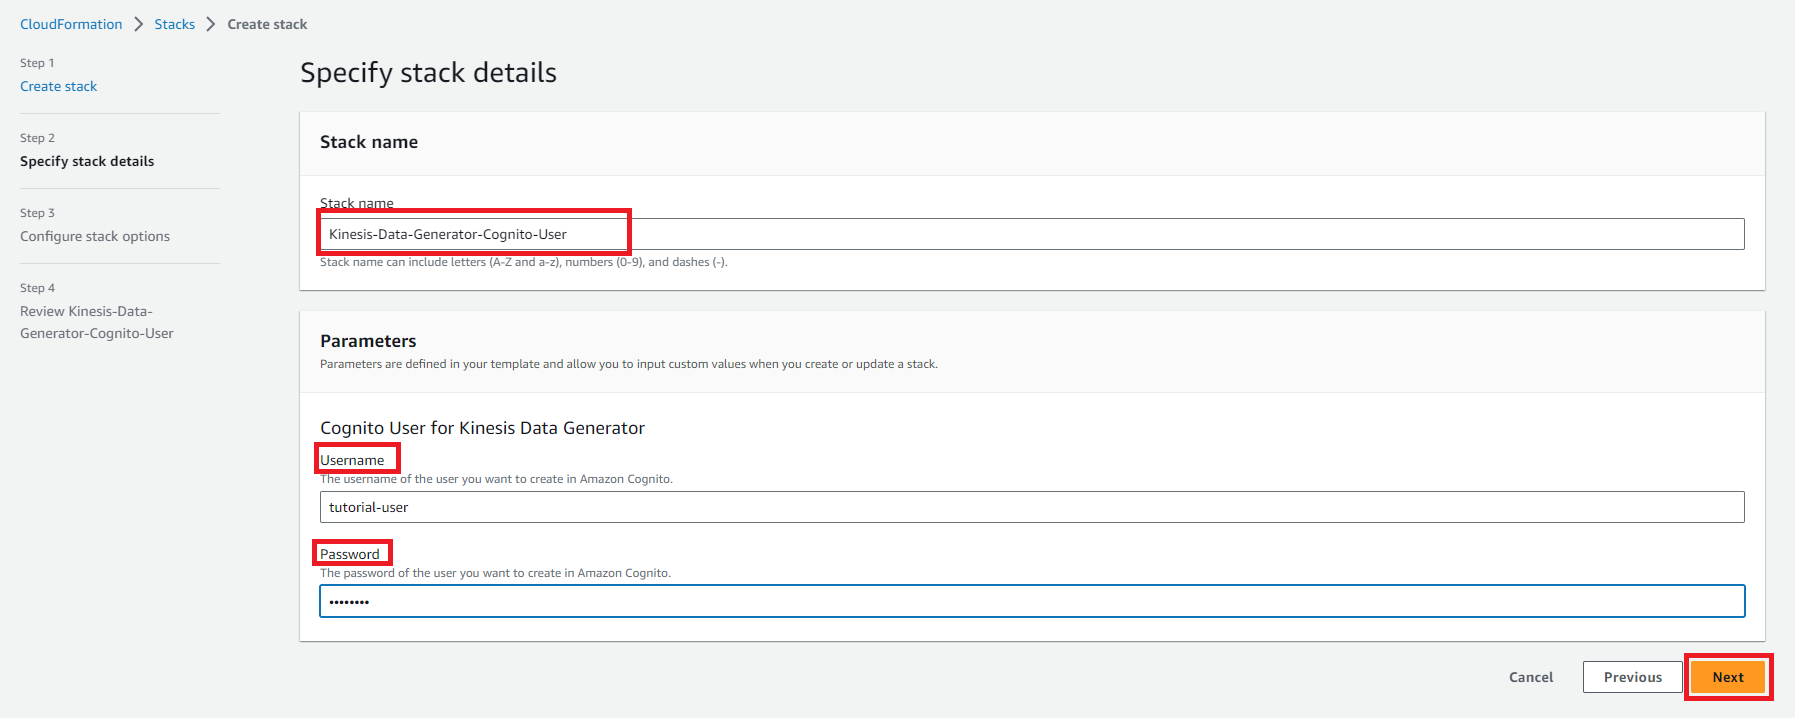 CloudFormation > Stacks > Create stack
Step 1
Create stack
Step 2
Specify stack details
Step 3
Configure stack options
Step 4
Review Kinesis-Data-
Generator-Cognito-User
Specify stack details
Stack name
Stack name
Kinesis-Data-Generator-Cognito-User
Stack name can include letters (A-Z and a-z), numbers (0-9), and dashes (-).
Parameters
Parameters are defined in your template and allow you to input custom values when you create or update a stack.
Cognito User for Kinesis Data Generator
Username
The username of the user you want to create in Amazon Cognito.
tutorial-user
Password
The password of the user you want to create in Amazon Cognito.
••••••••
Cancel Previous Next